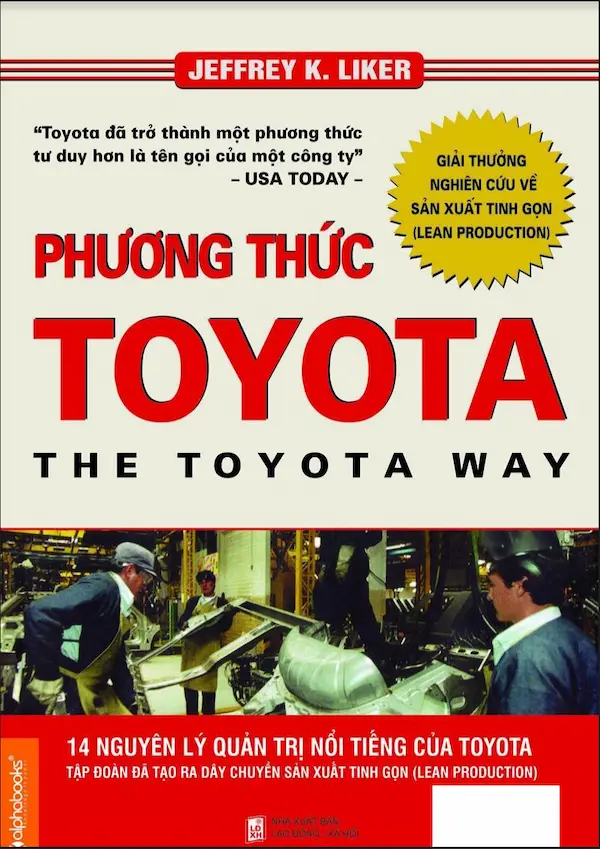 JEFFREY K. LIKER
“Toyota đã trở thành một phương thức
tư duy hơn là tên gọi của một công ty”
– USA TODAY –
GIẢI THƯỞNG
NGHIÊN CỨU VỀ
SẢN XUẤT TINH GỌN
(LEAN PRODUCTION)
PHƯƠNG THỨC
TOYOTA
THE TOYOTA WAY
14 NGUYÊN LÝ QUẢN TRỊ NỔI TIẾNG CỦA TOYOTA
TẬP ĐOÀN ĐÃ TẠO RA DÂY CHUYỀN SẢN XUẤT TINH GỌN (LEAN PRODUCTION)
alphabooks
LĐ
XH
NHÀ XUẤT BẢN
LAO ĐỘNG - XÃ HỘI